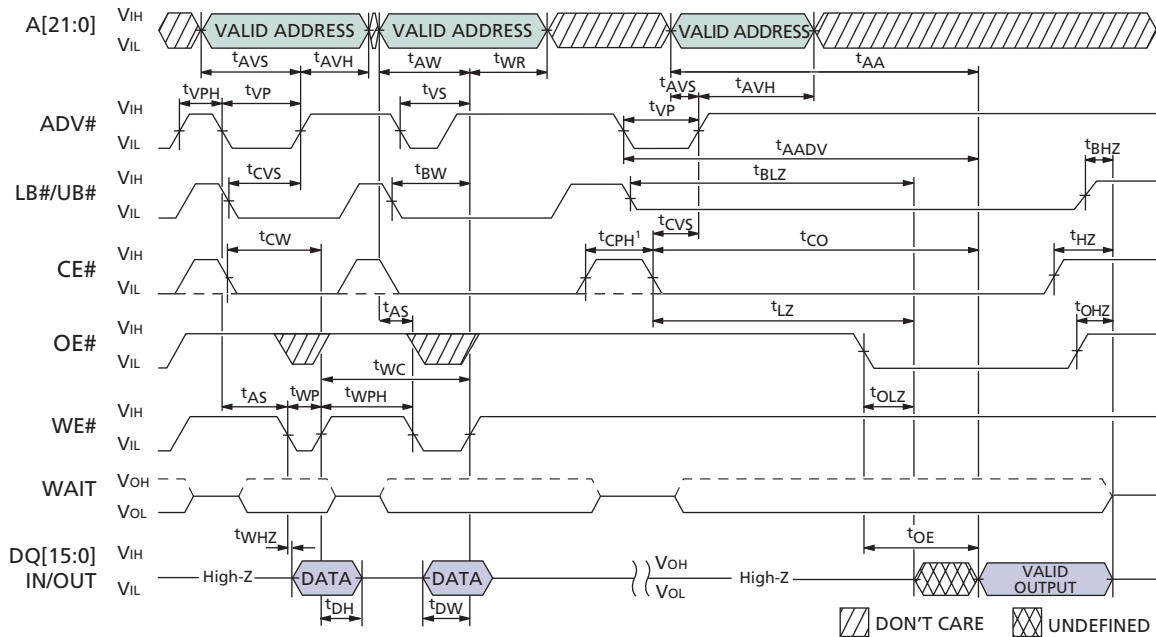 A[21:0]
VIH
VIL
VALID ADDRESS
VALID ADDRESS
VALID ADDRESS
tAVS
tAVH
tAW
tWR
tAA
tVPH
tVP
tVS
tAVS
tAVH
tVP
ADV#
VIH
VIL
tAADV
tCVS
tBW
tBLZ
tBHZ
LB#/UB#
VIH
VIL
tCVS
tCW
tCPH¹
tCO
tHZ
CE#
VIH
VIL
tAS
tLZ
tOHZ
OE#
VIH
VIL
tWC
tAS
tWP
tWPH
tOLZ
WE#
VIH
VIL
WAIT
VOH
VOL
tWHZ
tOE
DQ[15:0]
IN/OUT
VIH
VIL
High-Z
DATA
DATA
VOH
VOL
High-Z
VALID
OUTPUT
tDH
tDW
DON'T CARE
UNDEFINED